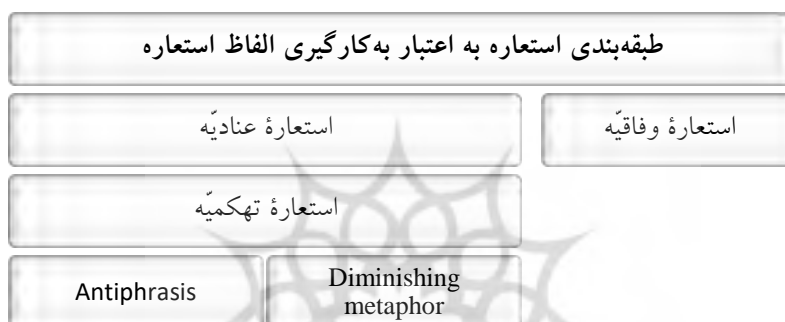 طبقه‌بندی استعاره به اعتبار به‌کارگیری الفاظ استعاره
استعارهٔ وفاقیّه
استعارهٔ عنادیّه
استعارهٔ تهکمیّه
Diminishing
metaphor
Antiphrasis